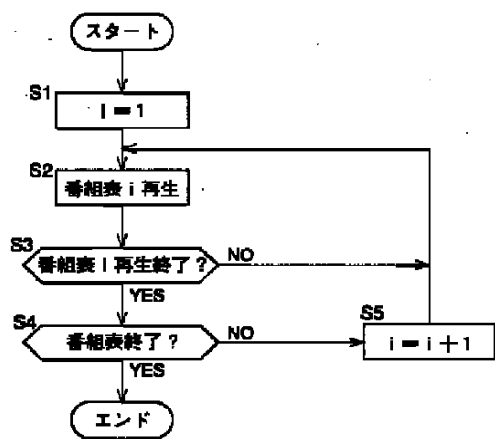 スタート
S1
i = 1
S2
番組表 i 再生
S3
番組表 i 再生終了?
NO
YES
S4
番組表終了?
NO
S5
i = i + 1
YES
エンド